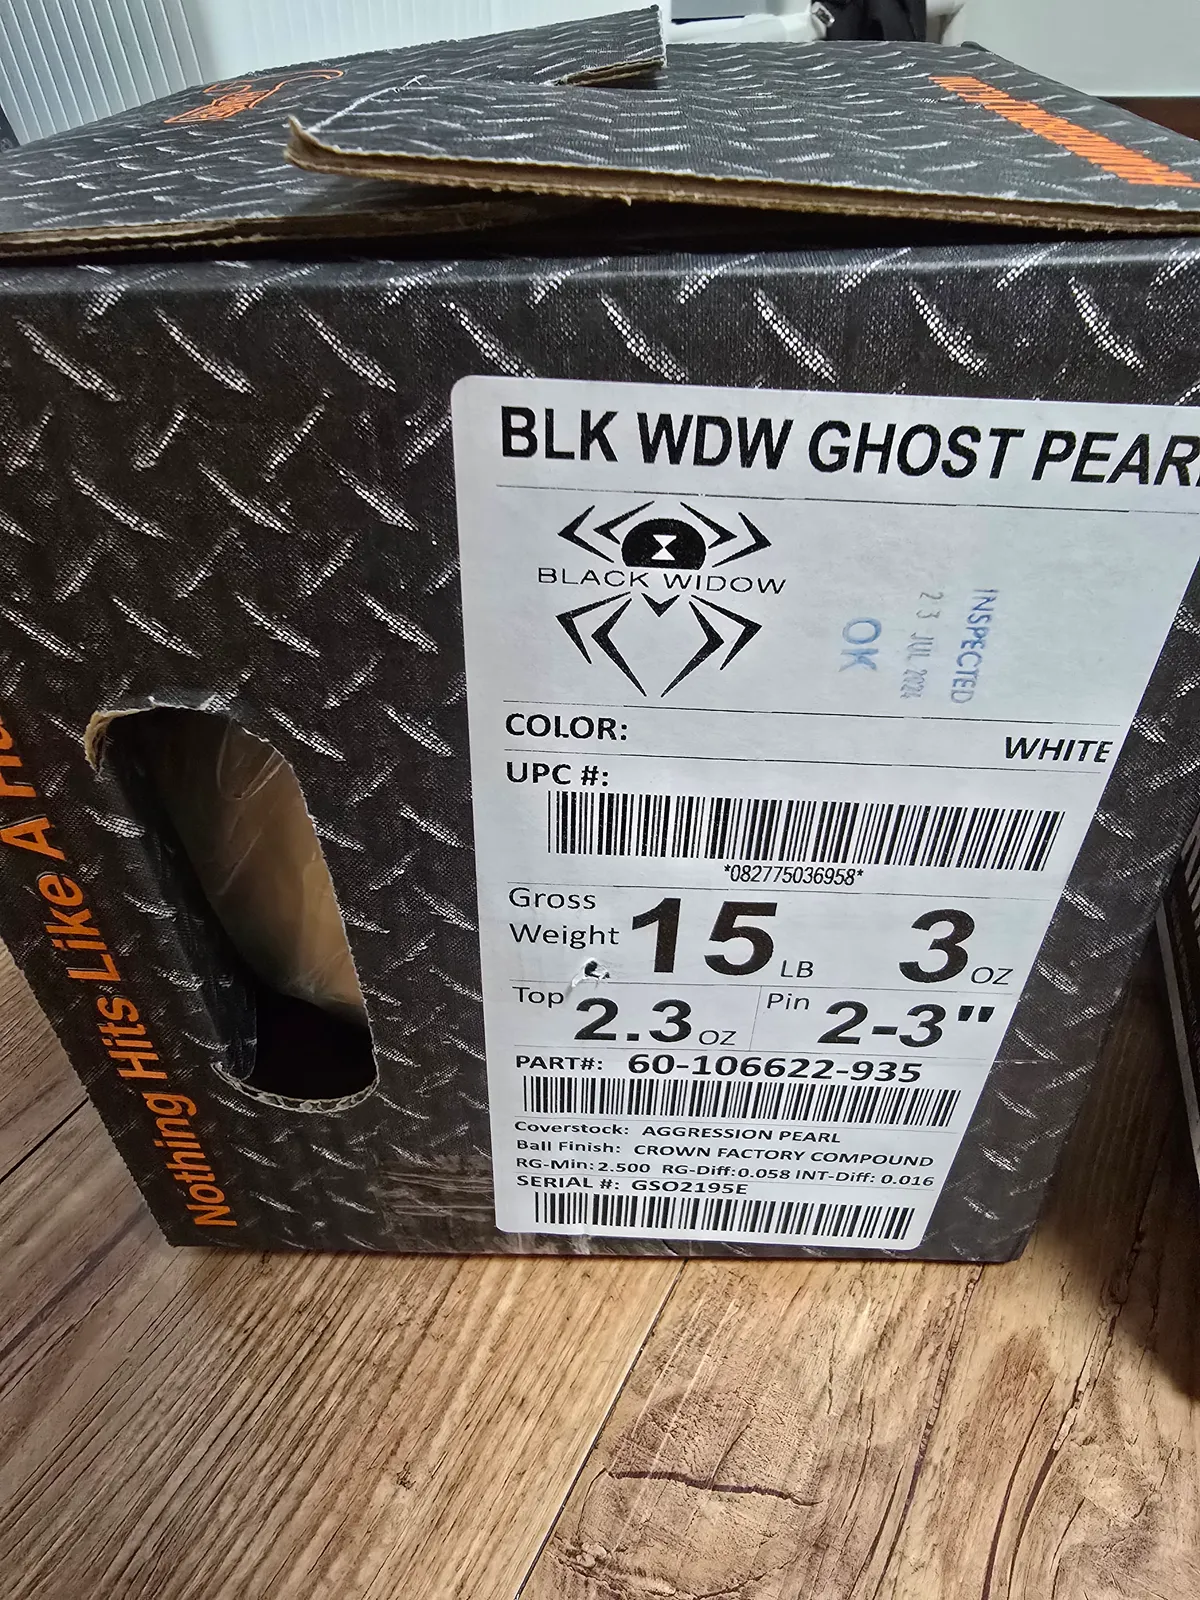 BLK WDW GHOST PEARL
BLACK WIDOW
INSPECTED
23 JUL 2024
OK
COLOR:
WHITE
UPC #:
*082775036958*
Gross
Weight
15 LB 3 OZ
Top 2.3 OZ
Pin 2-3"
PART#: 60-106622-935
Coverstock: AGGRESSION PEARL
Ball Finish: CROWN FACTORY COMPOUND
RG-Min: 2.500 RG-Diff: 0.058 INT-Diff: 0.016
SERIAL #: GSO2195E
Nothing Hits Like A